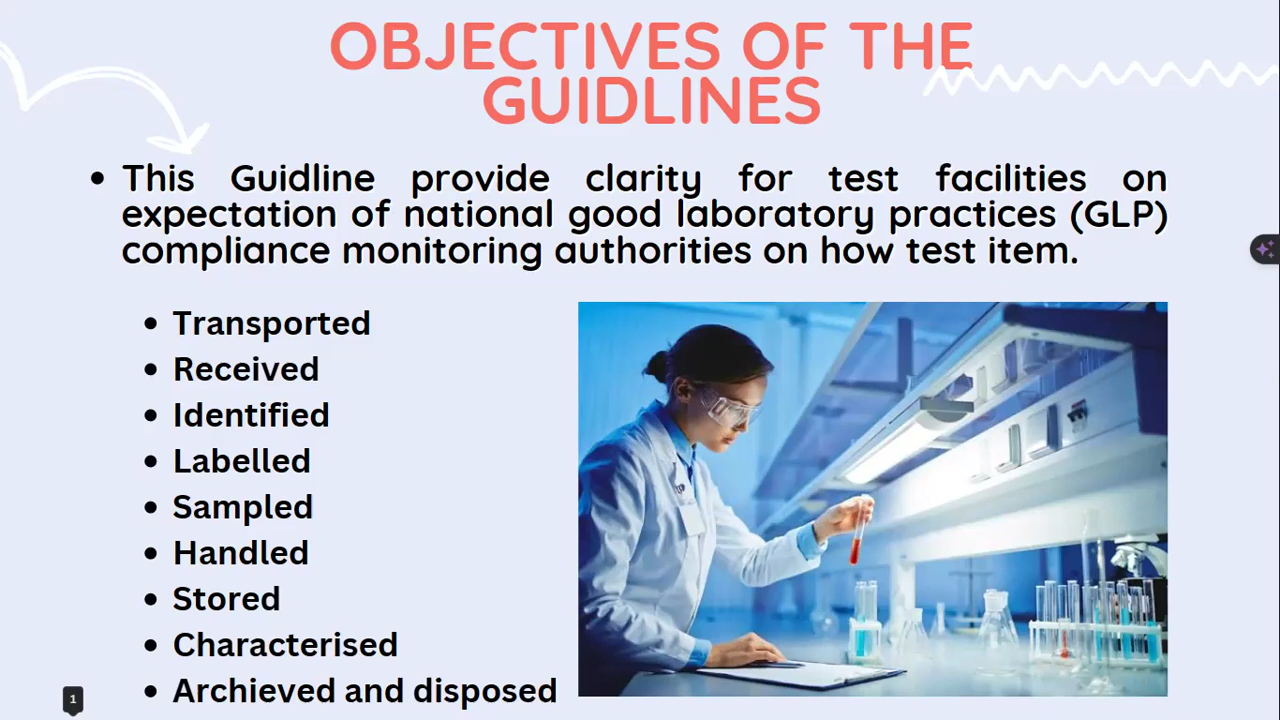 OBJECTIVES OF THE
GUIDLINES
• This Guidline provide clarity for test facilities on
expectation of national good laboratory practices (GLP)
compliance monitoring authorities on how test item.
• Transported
• Received
• Identified
• Labelled
• Sampled
• Handled
• Stored
• Characterised
• Archieved and disposed
1